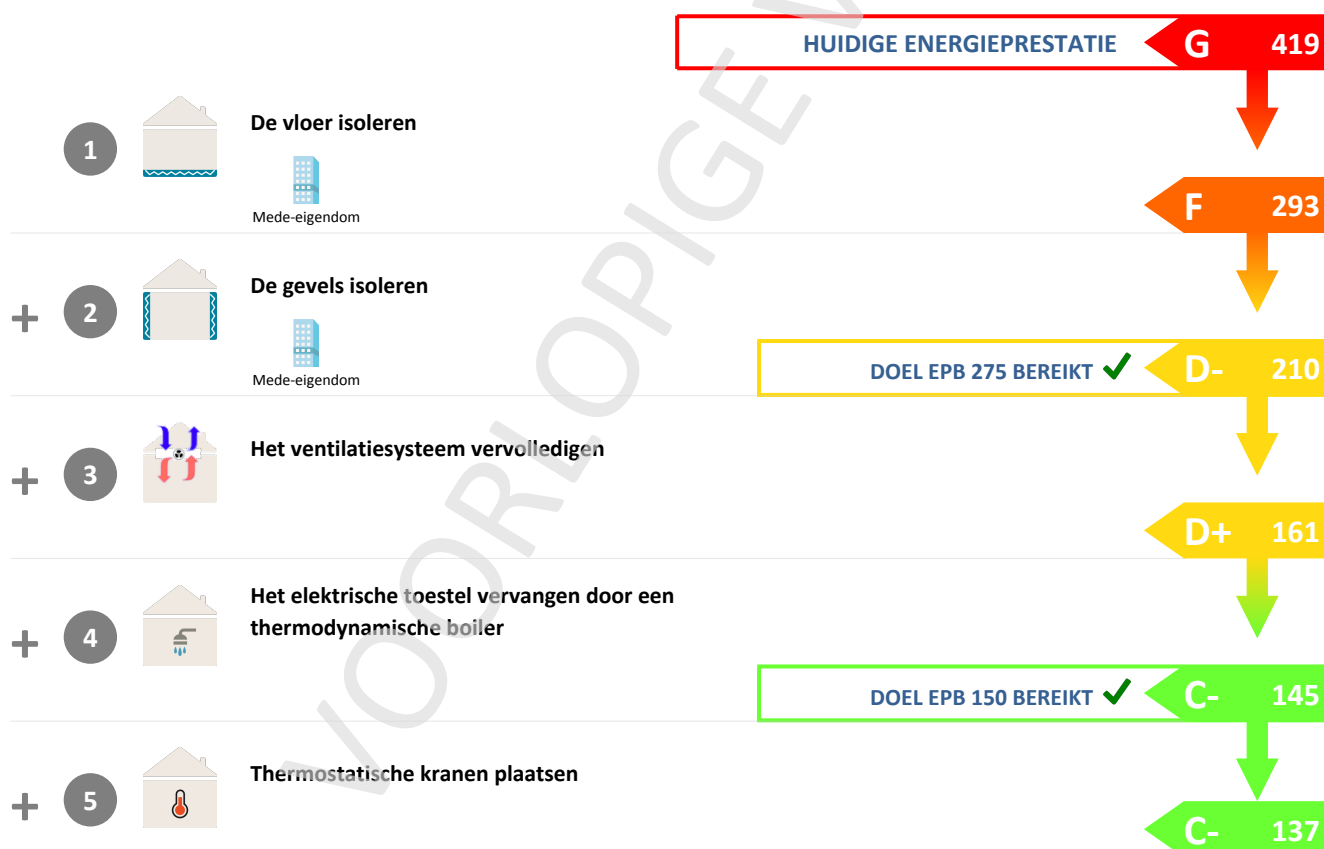 HUIDIGE ENERGIEPRESTATIE G 419
1 De vloer isoleren
Mede-eigendom
F 293
+ 2 De gevels isoleren
Mede-eigendom
DOEL EPB 275 BEREIKT ✓ D- 210
+ 3 Het ventilatiesysteem vervolledigen
D+ 161
+ 4 Het elektrische toestel vervangen door een
thermodynamische boiler
DOEL EPB 150 BEREIKT ✓ C- 145
+ 5 Thermostatische kranen plaatsen
C- 137
VOORLOPIGE V